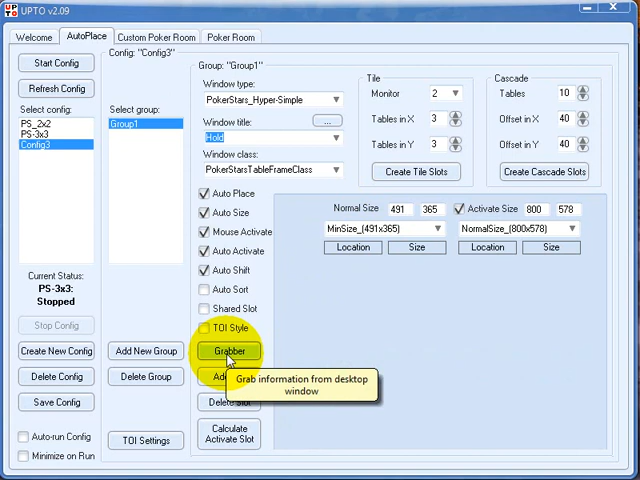 UPTO v2.09
Welcome
AutoPlace
Custom Poker Room
Poker Room
Start Config
Refresh Config
Select config:
PS_2x2
PS-3x3
Config3
Current Status:
PS-3x3:
Stopped
Stop Config
Create New Config
Delete Config
Save Config
Auto-run Config
Minimize on Run
Config: "Config3"
Select group:
Group1
Add New Group
Delete Group
TOI Settings
Group: "Group1"
Window type:
PokerStars_Hyper-Simple
Window title:
...
Hold
Window class:
PokerStarsTableFrameClass
Auto Place
Auto Size
Mouse Activate
Auto Activate
Auto Shift
Auto Sort
Shared Slot
TOI Style
Grabber
Grab information from desktop
window
Delete Slot
Calculate
Activate Slot
Tile
Monitor 2
Tables in X 3
Tables in Y 3
Create Tile Slots
Cascade
Tables 10
Offset in X 40
Offset in Y 40
Create Cascade Slots
Normal Size 491 365
Activate Size 800 578
MinSize_(491x365)
NormalSize_(800x578)
Location
Size
Location
Size